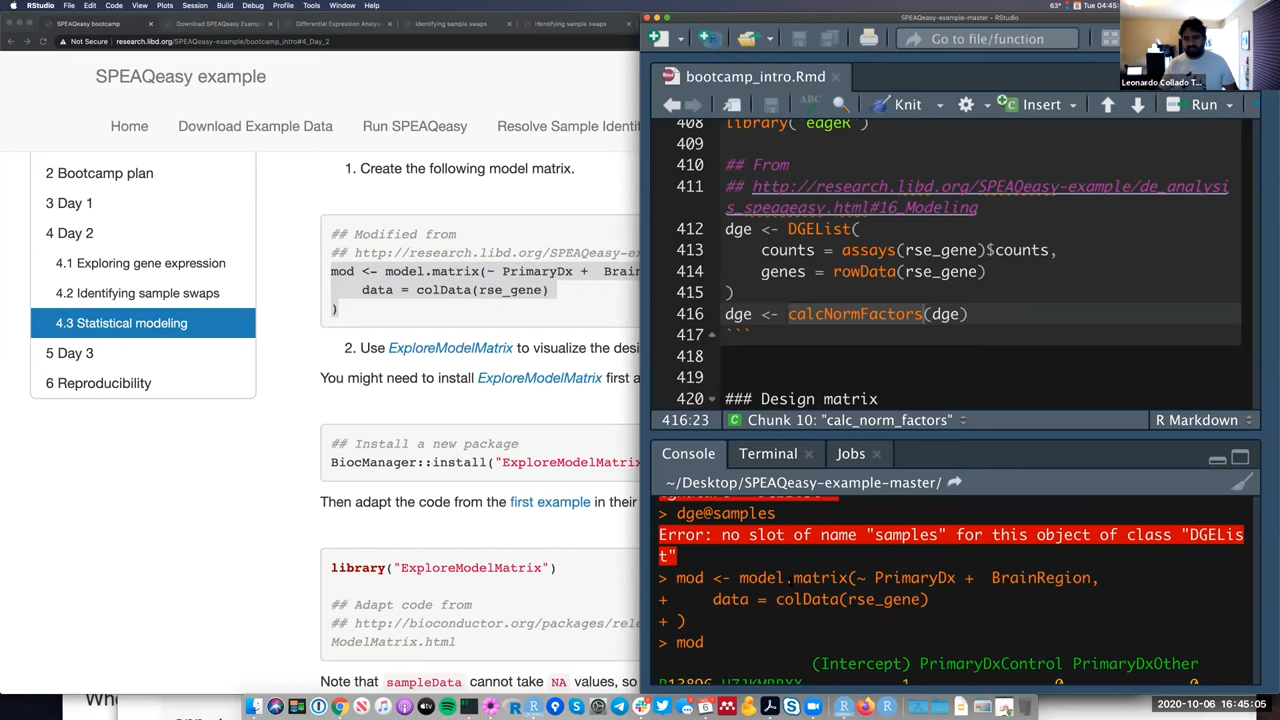 RStudio File Edit Code View Plots Session Build Debug Profile Tools Window Help
63°
Tue 04:45
SPEAQeasy bootcamp
Download SPEAQeasy Exampl
Differential Expression Analysi
Identifying sample swaps
Identifying sample swaps
Not Secure research.libd.org/SPEAQeasy-example/bootcamp_intro#4_Day_2
SPEAQeasy example
Home Download Example Data Run SPEAQeasy Resolve Sample Identit
2 Bootcamp plan
3 Day 1
4 Day 2
4.1 Exploring gene expression
4.2 Identifying sample swaps
4.3 Statistical modeling
5 Day 3
6 Reproducibility
1. Create the following model matrix.
## Modified from
## http://research.libd.org/SPEAQeasy-ex
mod <- model.matrix(~ PrimaryDx + Brain
data = colData(rse_gene)
)
2. Use ExploreModelMatrix to visualize the desi
You might need to install ExploreModelMatrix first a
## Install a new package
BiocManager::install("ExploreModelMatrix
Then adapt the code from the first example in their
library("ExploreModelMatrix")
## Adapt code from
## http://bioconductor.org/packages/rele
ModelMatrix.html
Note that sampleData cannot take NA values, so
SPEAQeasy-example-master - RStudio
Go to file/function
bootcamp_intro.Rmd
ABC Knit Insert Run
408 library("edgeR")
409
410 ## From
411 ## http://research.libd.org/SPEAQeasy-example/de_analysi
s_speaqeasy.html#16_Modeling
412 dge <- DGEList(
413 counts = assays(rse_gene)$counts,
414 genes = rowData(rse_gene)
415 )
416 dge <- calcNormFactors(dge)
417 ```
418
419
420 ### Design matrix
416:23 Chunk 10: "calc_norm_factors" R Markdown
Console Terminal Jobs
~/Desktop/SPEAQeasy-example-master/
> dge@samples
Error: no slot of name "samples" for this object of class "DGELis
t"
> mod <- model.matrix(~ PrimaryDx + BrainRegion,
+ data = colData(rse_gene)
+ )
> mod
(Intercept) PrimaryDxControl PrimaryDxOther
Leonardo Collado T...
2020-10-06 16:45:05